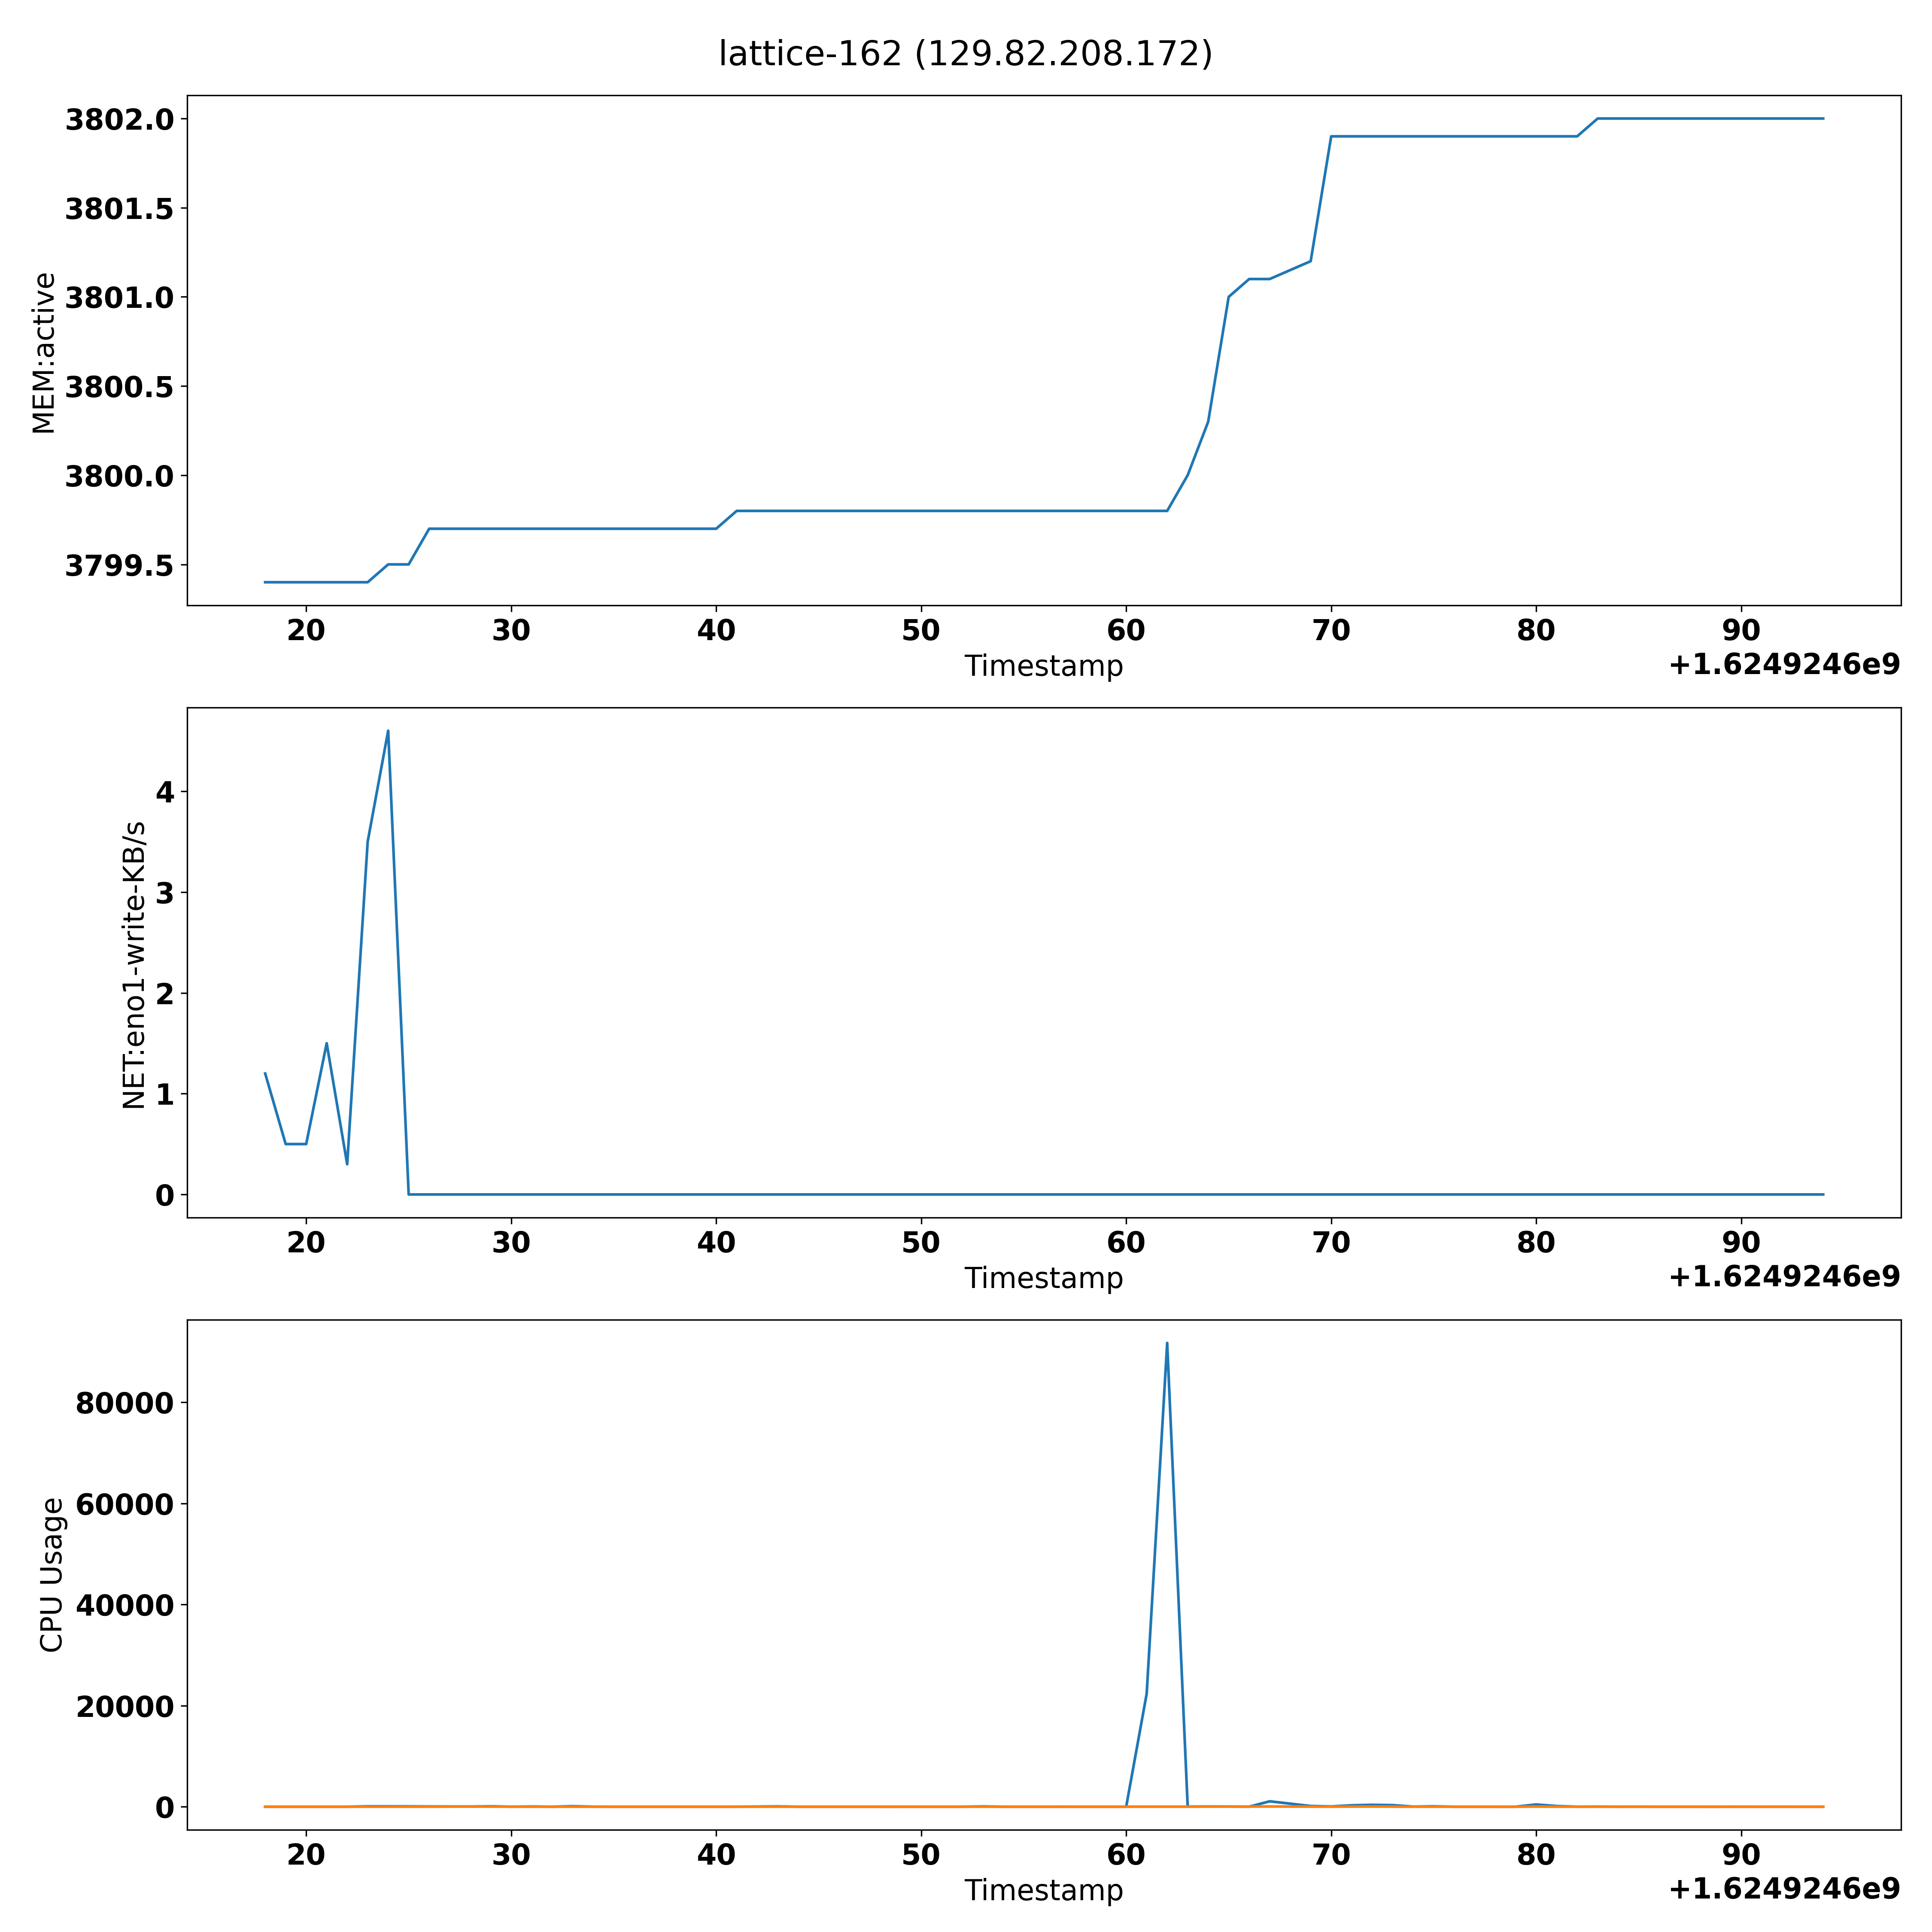 lattice-162 (129.82.208.172)
3802.0
3801.5
3801.0
3800.5
3800.0
3799.5
MEM:active
20 30 40 50 60 70 80 90
Timestamp
+1.6249246e9
4
3
2
1
0
NET:eno1-write-KB/s
20 30 40 50 60 70 80 90
Timestamp
+1.6249246e9
80000
60000
40000
20000
0
CPU Usage
20 30 40 50 60 70 80 90
Timestamp
+1.6249246e9